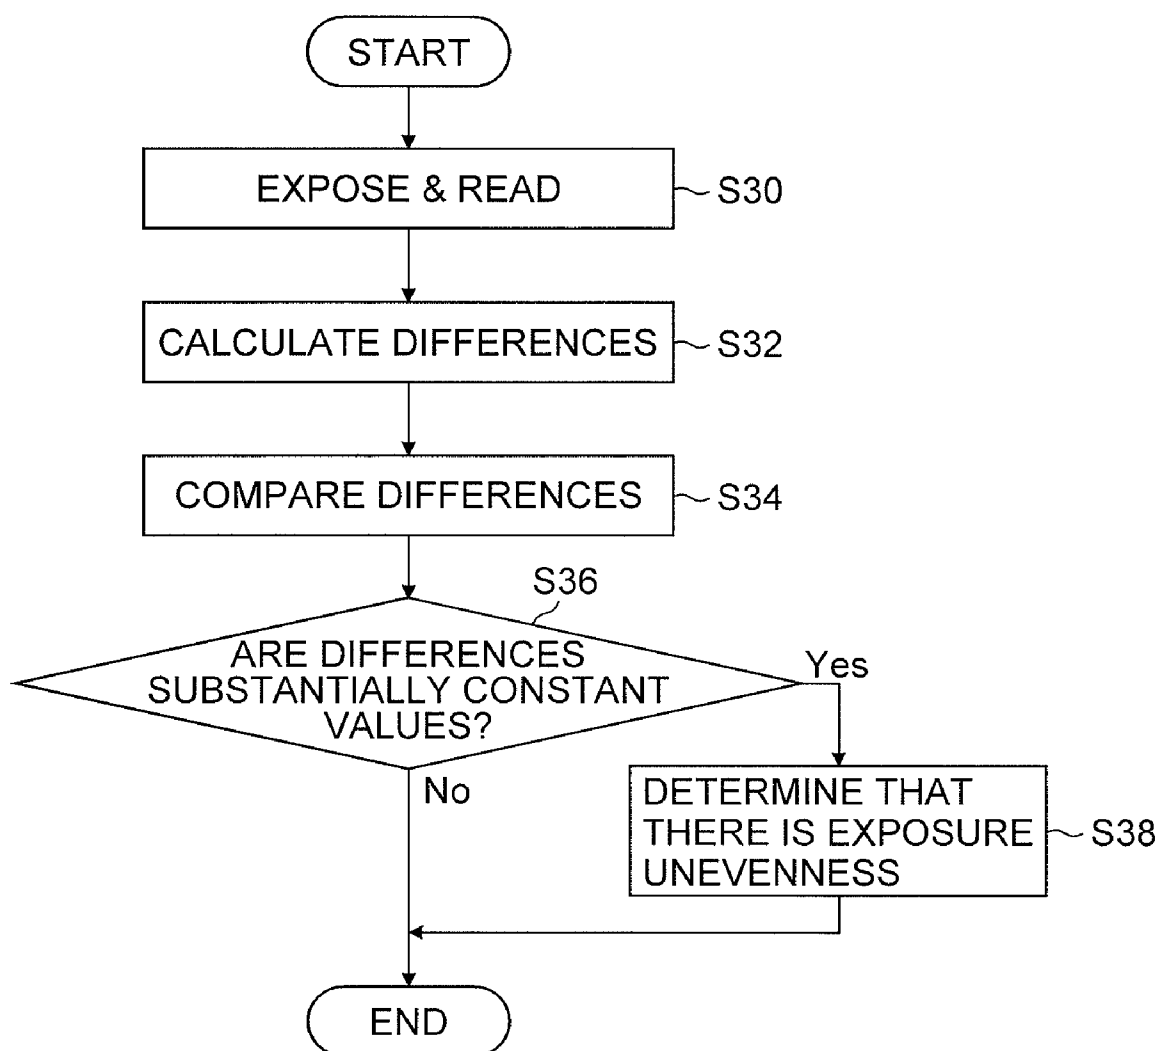 START
EXPOSE & READ
S30
CALCULATE DIFFERENCES
S32
COMPARE DIFFERENCES
S34
S36
ARE DIFFERENCES
SUBSTANTIALLY CONSTANT
VALUES?
Yes
No
DETERMINE THAT
THERE IS EXPOSURE
UNEVENNESS
S38
END